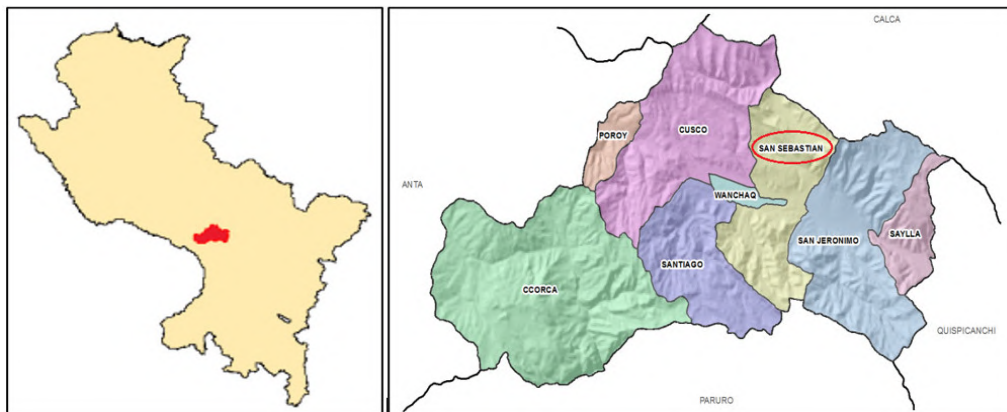 CALCA
POROY
CUSCO
SAN SEBASTIAN
ANTA
WANCHAQ
SAYLLA
SAN JERONIMO
SANTIAGO
CCORCA
QUISPICANCHI
PARURO